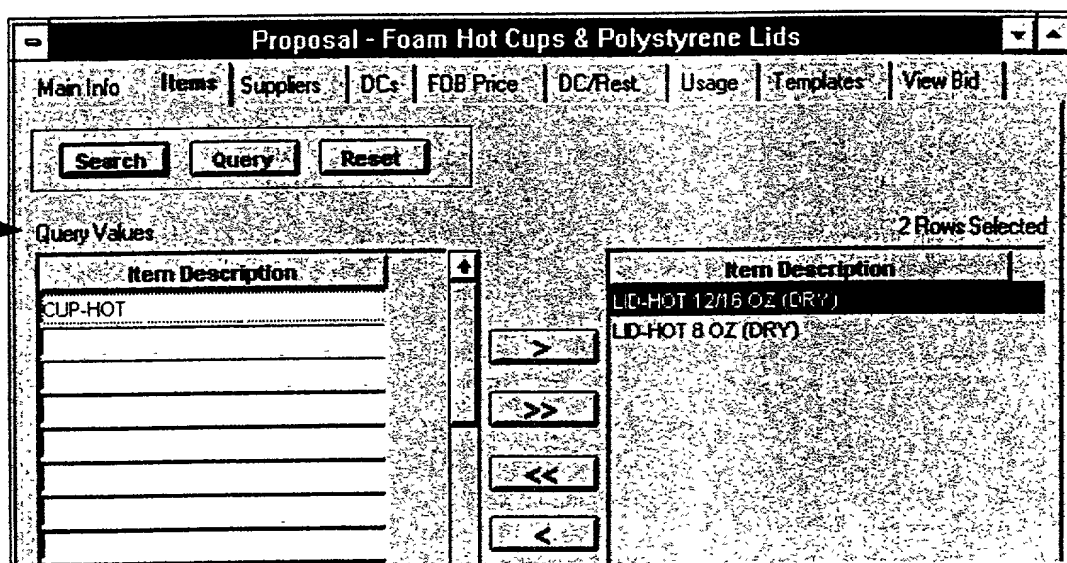 Proposal - Foam Hot Cups & Polystyrene Lids
Main Info Items Suppliers DCs FOB Price DC/Rest. Usage Templates View Bid
Search Query Reset
Query Values 2 Rows Selected
Item Description Item Description
CUP-HOT LID-HOT 12/16 OZ (DRY)
LID-HOT 8 OZ (DRY)
>
>>
<<
<